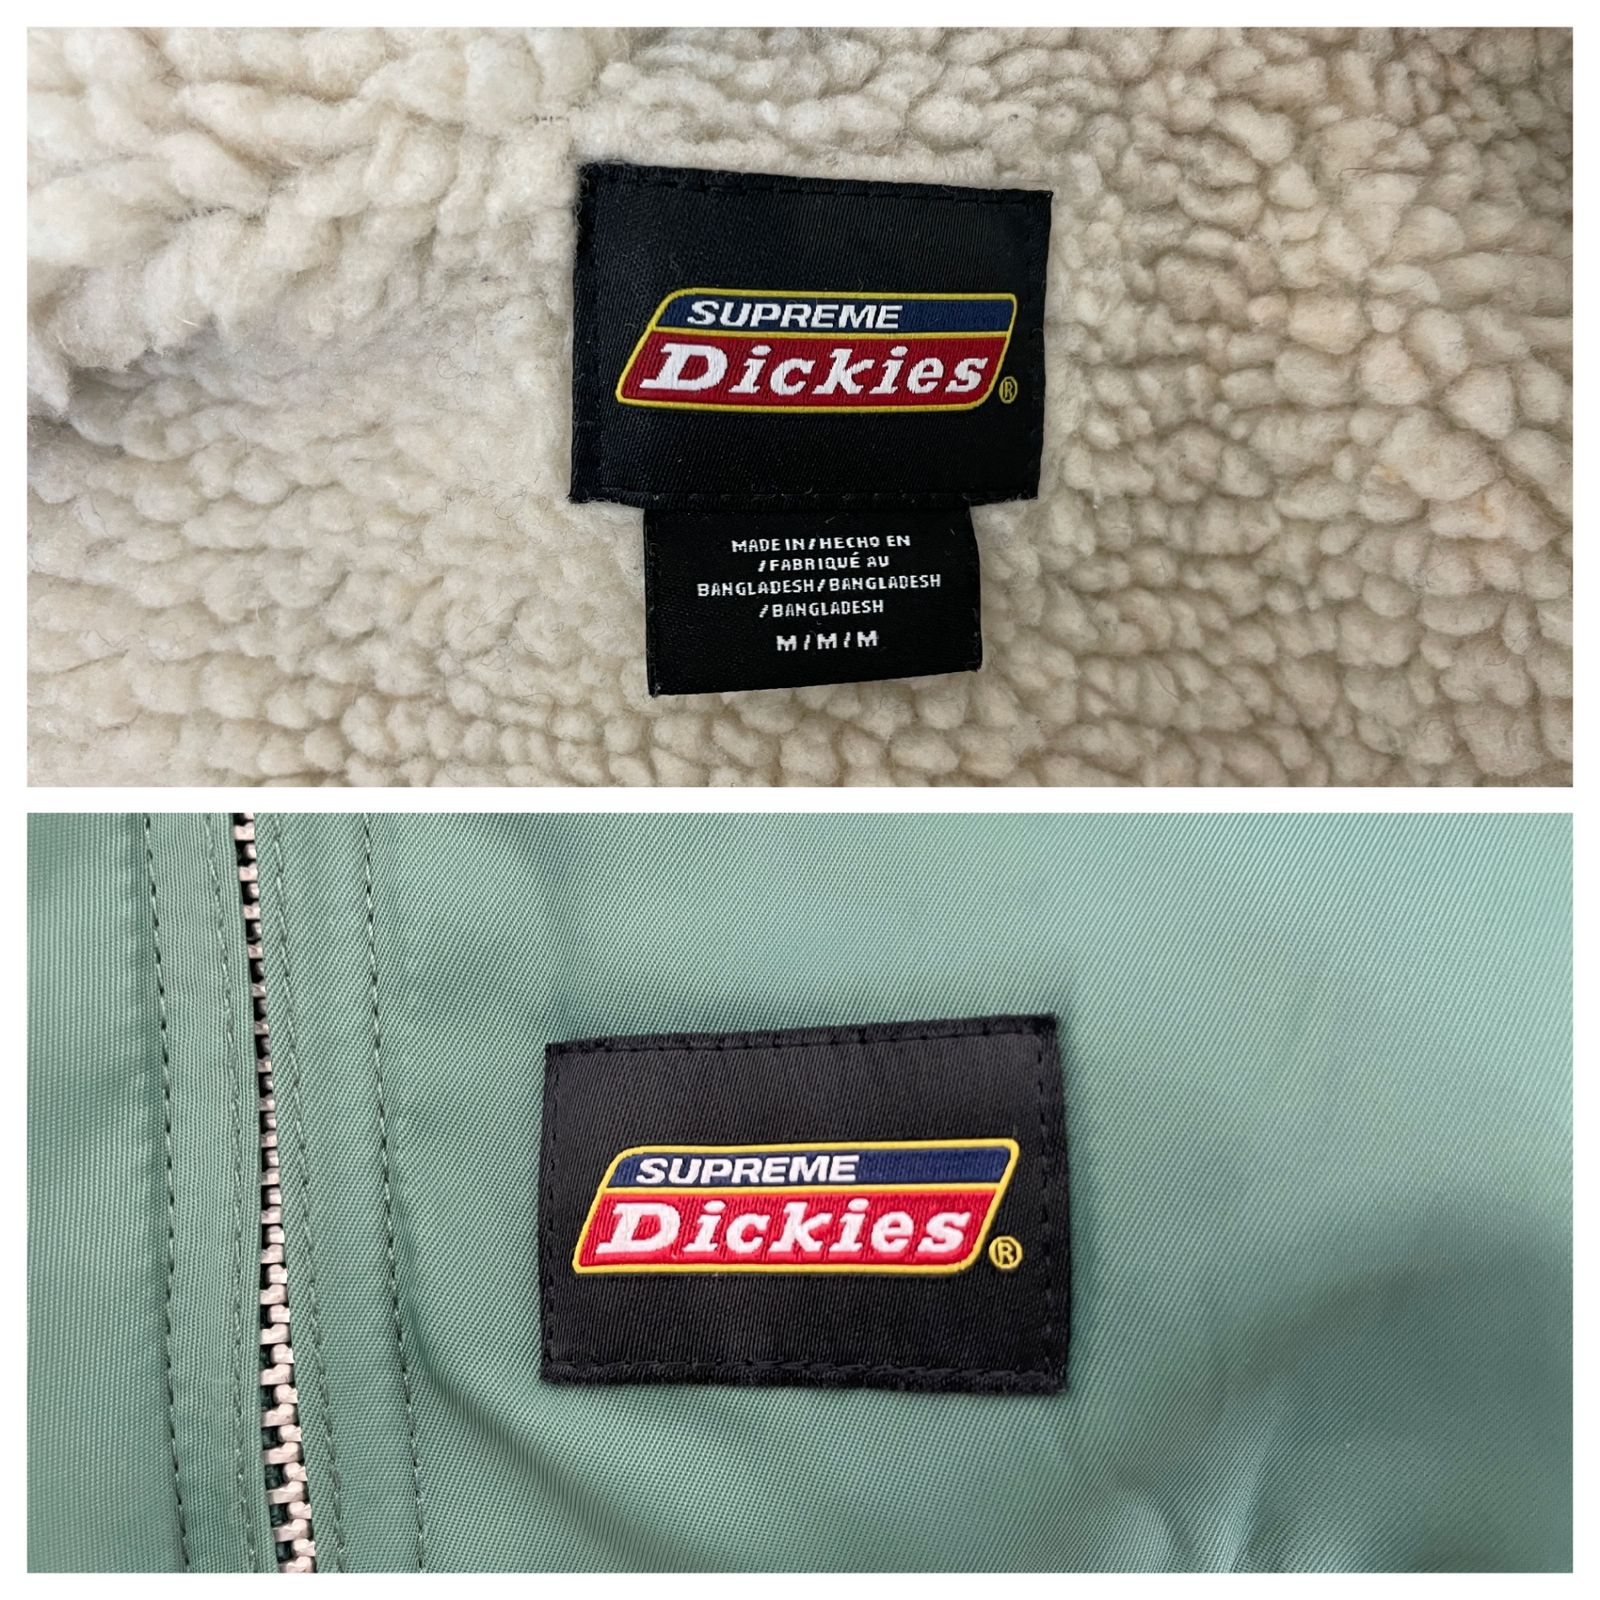 SUPREME
Dickies®
MADE IN/HECHO EN
/FABRIQUÉ AU
BANGLADESH/BANGLADESH
/BANGLADESH
M/M/M
SUPREME
Dickies®